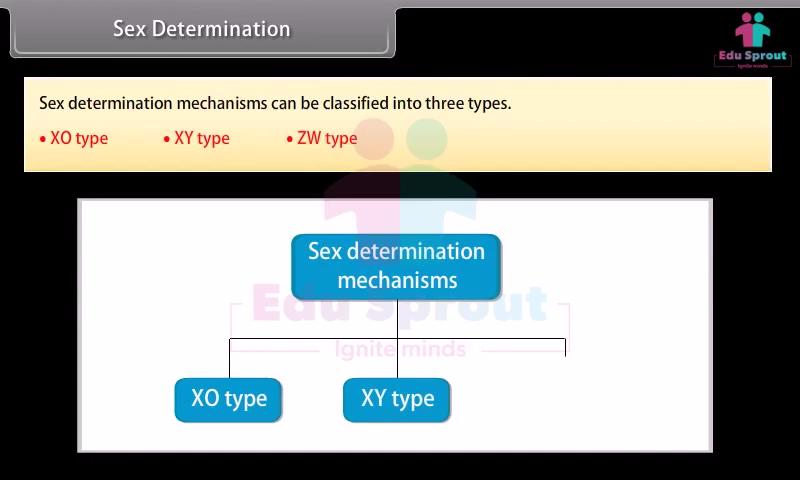 Sex Determination
Edu Sprout
Ignite minds
Sex determination mechanisms can be classified into three types.
• XO type • XY type • ZW type
Sex determination
mechanisms
Edu Sprout
Ignite minds
XO type XY type